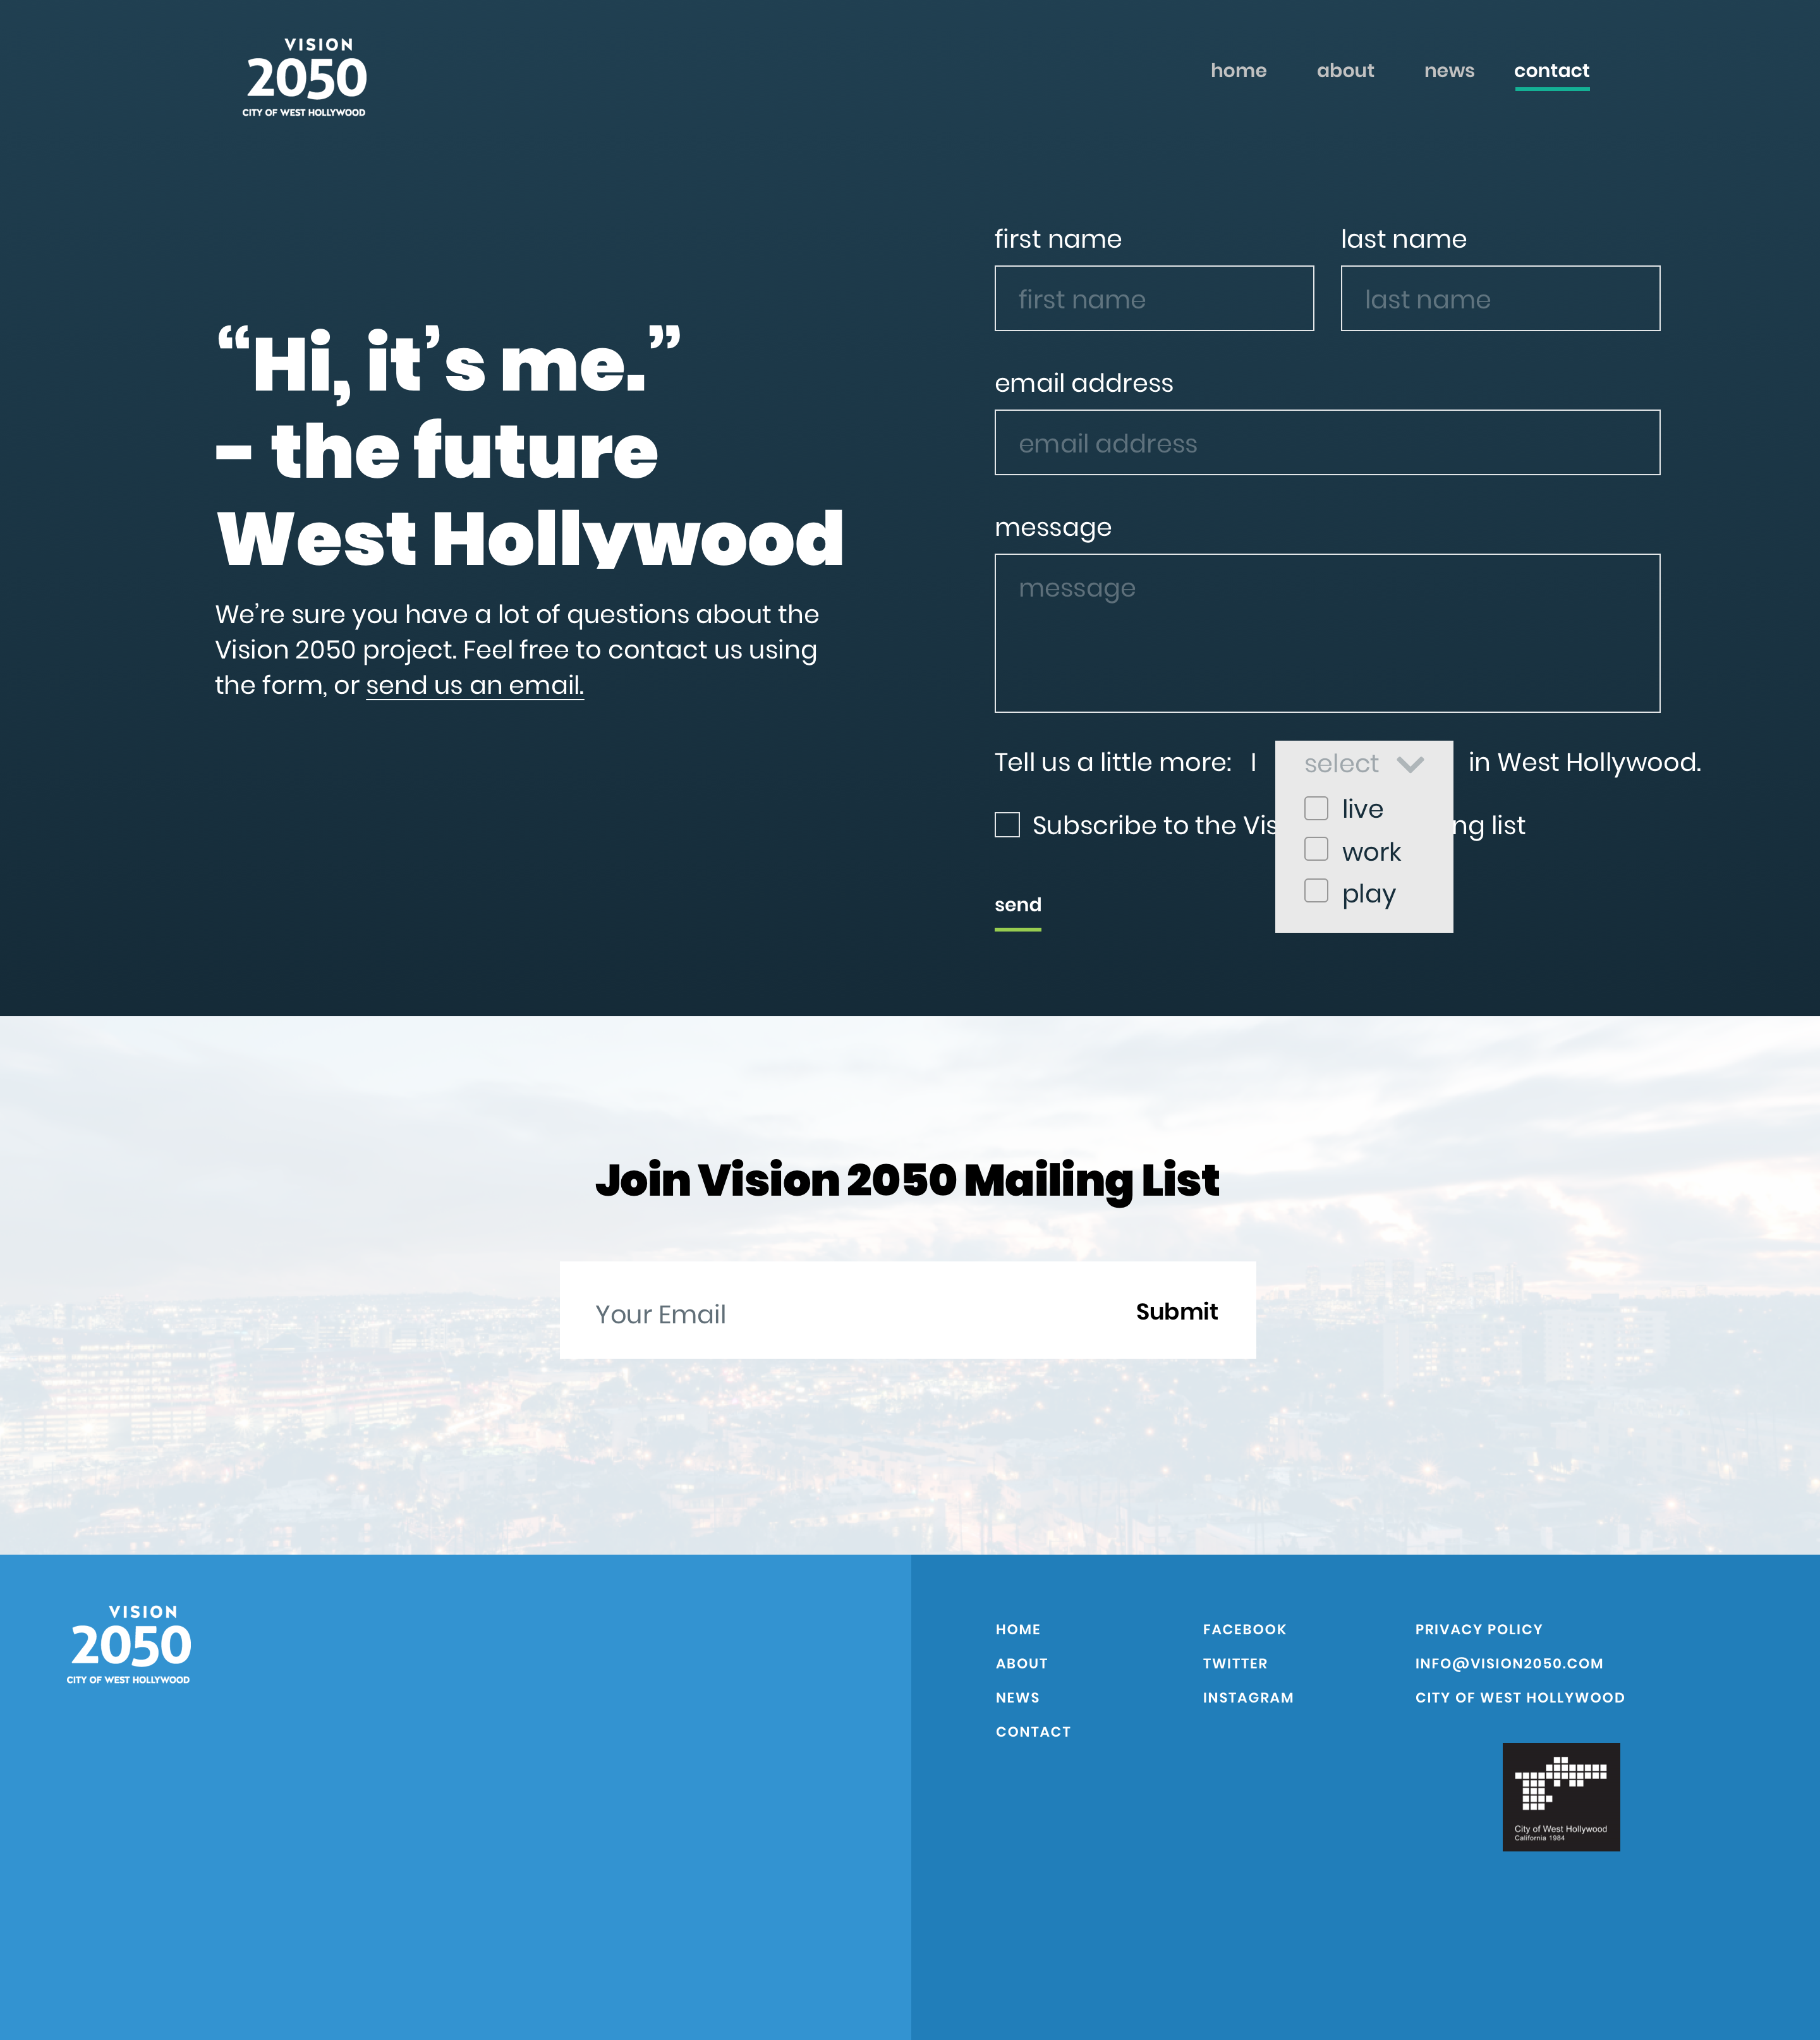 VISION
2050
CITY OF WEST HOLLYWOOD
home about news contact
“Hi, it’s me.”
- the future
West Hollywood
We’re sure you have a lot of questions about the
Vision 2050 project. Feel free to contact us using
the form, or send us an email.
first name last name
first name last name
email address
email address
message
message
Tell us a little more: I select in West Hollywood.
live
Subscribe to the Vis ng list
work
play
send
Join Vision 2050 Mailing List
Your Email Submit
VISION
2050
CITY OF WEST HOLLYWOOD
HOME
ABOUT
NEWS
CONTACT
FACEBOOK
TWITTER
INSTAGRAM
PRIVACY POLICY
INFO@VISION2050.COM
CITY OF WEST HOLLYWOOD
City of West Hollywood
California 1984